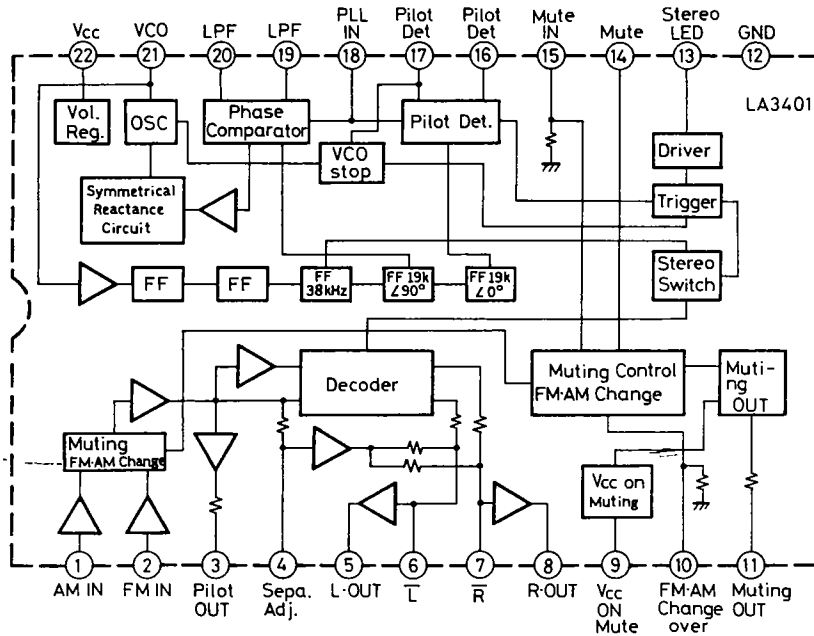 Vcc VCO LPF LPF PLL IN Pilot Det Pilot Det Mute IN Mute Stereo LED GND
22 21 20 19 18 17 16 15 14 13 12
LA3401
Vol. Reg.
OSC
Phase Comparator
Pilot Det.
VCO stop
Driver
Trigger
Symmetrical Reactance Circuit
FF
FF
FF 38kHz
FF 19k ∠90°
FF 19k ∠0°
Stereo Switch
Decoder
Muting Control FM·AM Change
Muti-ng OUT
Muting FM·AM Change
Vcc on Muting
1 2 3 4 5 6 7 8 9 10 11
AM IN FM IN Pilot OUT Sepa. Adj. L·OUT L̅ R̅ R·OUT Vcc ON Mute FM·AM Change over Muting OUT